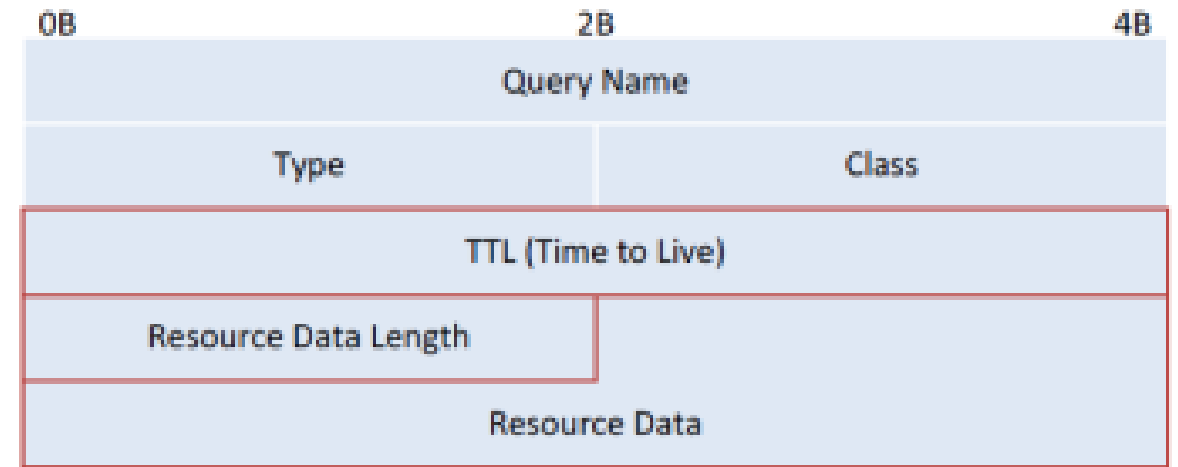 0B 2B 4B
Query Name
Type Class
TTL (Time to Live)
Resource Data Length
Resource Data